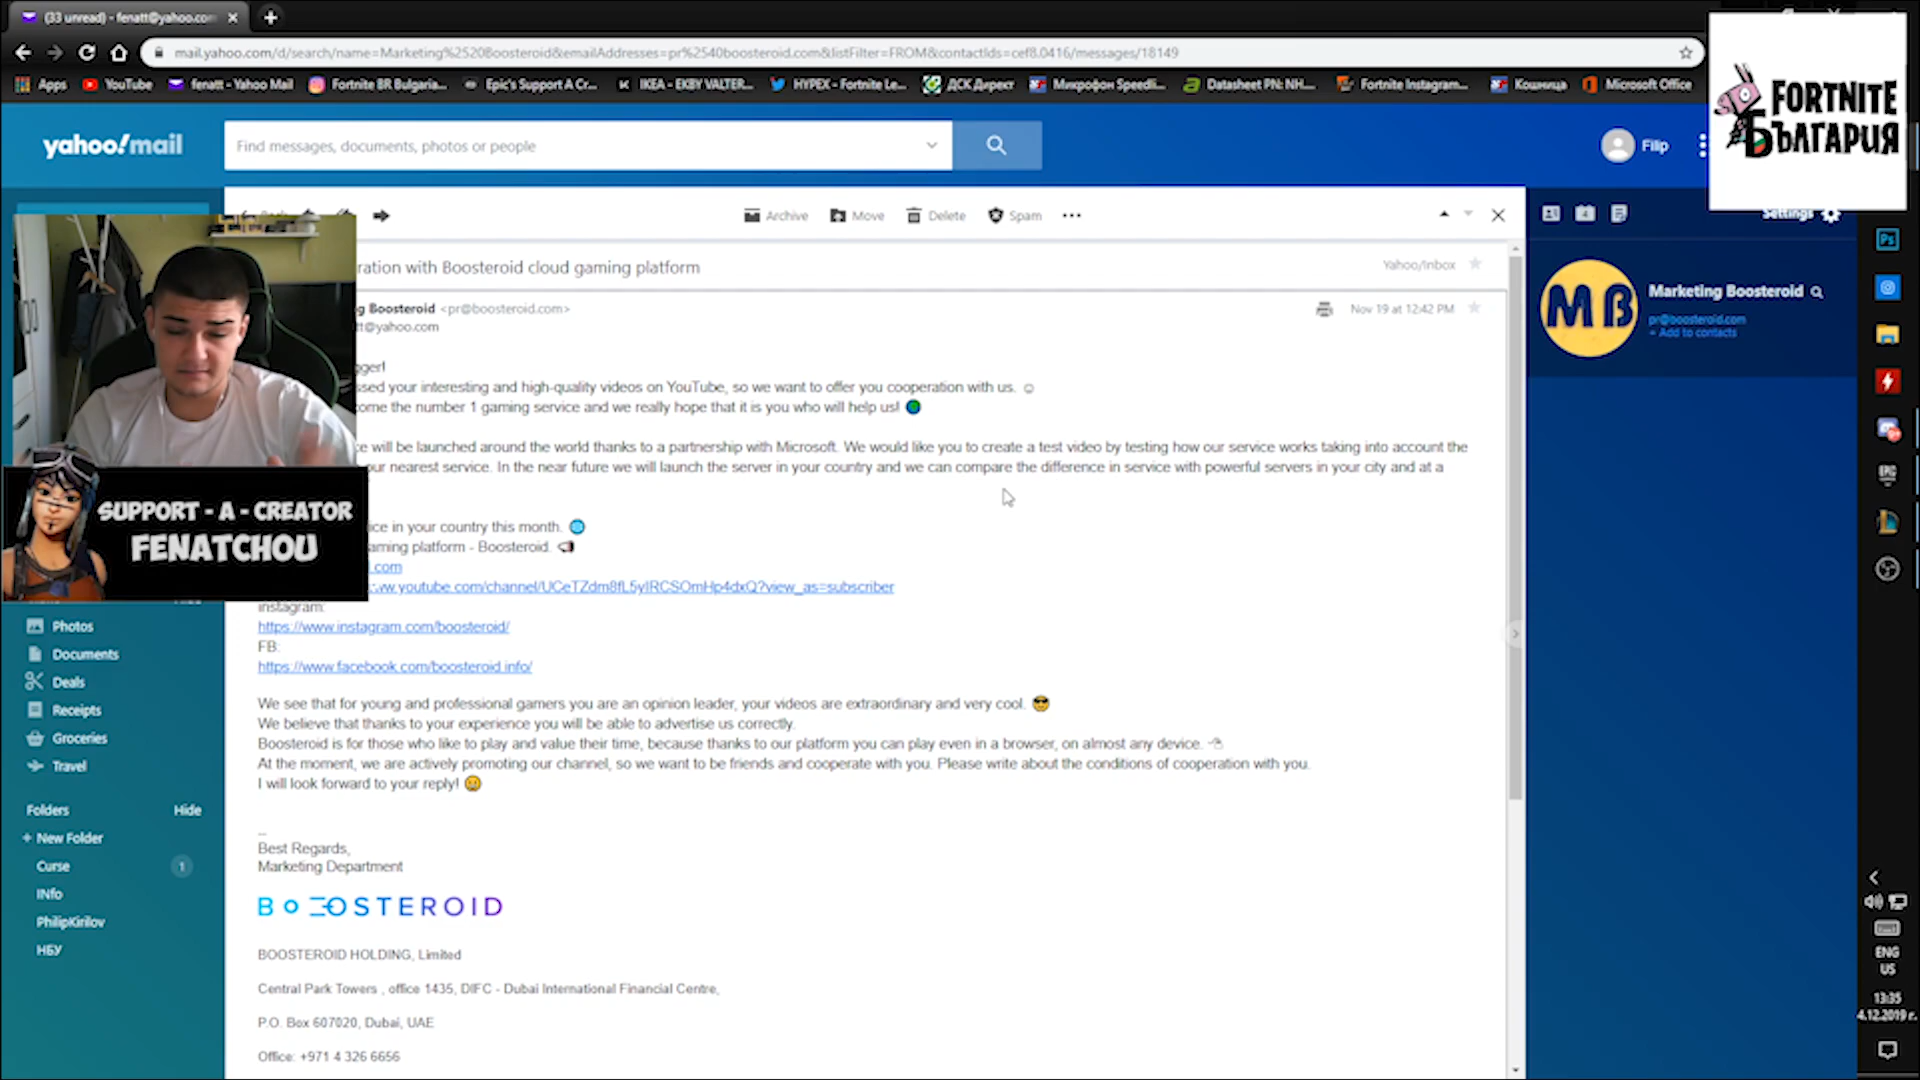 (33 unread) - fenatt@yahoo.com
mail.yahoo.com/d/search/name=Marketing%2520Boosteroid&emailAddresses=pr%2540boosteroid.com&listFilter=FROM&contactIds=cef8.0416/messages/18149
Apps YouTube fenatt - Yahoo Mail Fortnite BR Bulgaria... Epic's Support A Cr... IKEA - EKBY VALTER... HYPEX - Fortnite Le... ДСК Директ Микрофон Speedli... Datasheet PN: NH... Fortnite Instagram... Кошница Microsoft Office
FORTNITE
БЪЛГАРИЯ
yahoo!mail
Find messages, documents, photos or people
Filip
Archive Move Delete Spam
Settings
ration with Boosteroid cloud gaming platform
Yahoo/Inbox
g Boosteroid <pr@boosteroid.com>
Nov 19 at 12:42 PM
tt@yahoo.com
Marketing Boosteroid
pr@boosteroid.com
+ Add to contacts
gger!
ssed your interesting and high-quality videos on YouTube, so we want to offer you cooperation with us.
ome the number 1 gaming service and we really hope that it is you who will help us!
ce will be launched around the world thanks to a partnership with Microsoft. We would like you to create a test video by testing how our service works taking into account the
our nearest service. In the near future we will launch the server in your country and we can compare the difference in service with powerful servers in your city and at a
ice in your country this month.
aming platform - Boosteroid.
com
ww.youtube.com/channel/UCeTZdm8fL5yIRCSOmHp4dxQ?view_as=subscriber
instagram:
https://www.instagram.com/boosteroid/
FB:
https://www.facebook.com/boosteroid.info/
We see that for young and professional gamers you are an opinion leader, your videos are extraordinary and very cool.
We believe that thanks to your experience you will be able to advertise us correctly.
Boosteroid is for those who like to play and value their time, because thanks to our platform you can play even in a browser, on almost any device.
At the moment, we are actively promoting our channel, so we want to be friends and cooperate with you. Please write about the conditions of cooperation with you.
I will look forward to your reply!
--
Best Regards,
Marketing Department
BOOSTEROID
BOOSTEROID HOLDING, Limited
Central Park Towers , office 1435, DIFC - Dubai International Financial Centre,
P.O. Box 607020, Dubai, UAE
Office: +971 4 326 6656
SUPPORT - A - CREATOR
FENATCHOU
Hide
Photos
Documents
Deals
Receipts
Groceries
Travel
Folders Hide
+ New Folder
Curse 1
INfo
PhilipKirilov
НБУ
Ps
EPIC
ENG
US
13:35
4.12.2019 г.